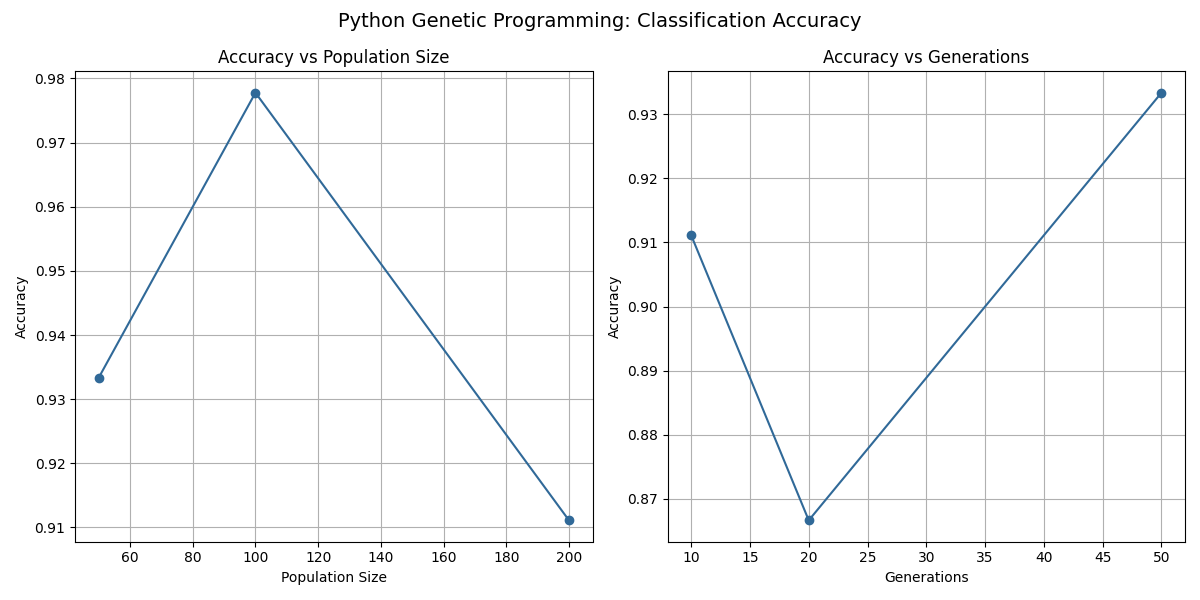 Python Genetic Programming: Classification Accuracy
Accuracy vs Population Size
0.98
0.97
0.96
0.95
0.94
0.93
0.92
0.91
Accuracy
60 80 100 120 140 160 180 200
Population Size
Accuracy vs Generations
0.93
0.92
0.91
0.90
0.89
0.88
0.87
Accuracy
10 15 20 25 30 35 40 45 50
Generations